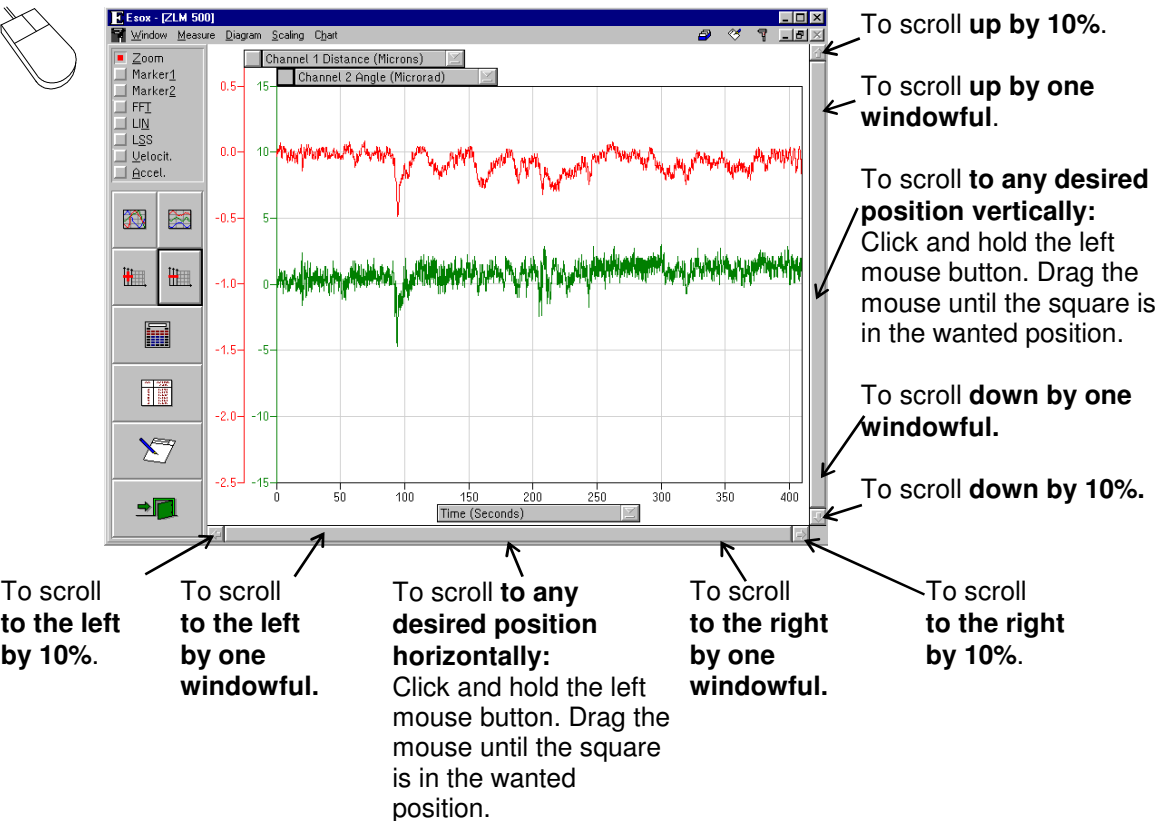 Esox - [ZLM 500]
Window Measure Diagram Scaling Chart
Zoom
Marker1
Marker2
FFT
LIN
LSS
Velocit.
Accel.
Channel 1 Distance (Microns)
Channel 2 Angle (Microrad)
0.5
0.0
-0.5
-1.0
-1.5
-2.0
-2.5
15
10
5
0
-5
-10
-15
0 50 100 150 200 250 300 350 400
Time (Seconds)
To scroll up by 10%.
To scroll up by one
windowful.
To scroll to any desired
position vertically:
Click and hold the left
mouse button. Drag the
mouse until the square is
in the wanted position.
To scroll down by one
windowful.
To scroll down by 10%.
To scroll
to the left
by 10%.
To scroll
to the left
by one
windowful.
To scroll to any
desired position
horizontally:
Click and hold the left
mouse button. Drag the
mouse until the square
is in the wanted
position.
To scroll
to the right
by one
windowful.
To scroll
to the right
by 10%.